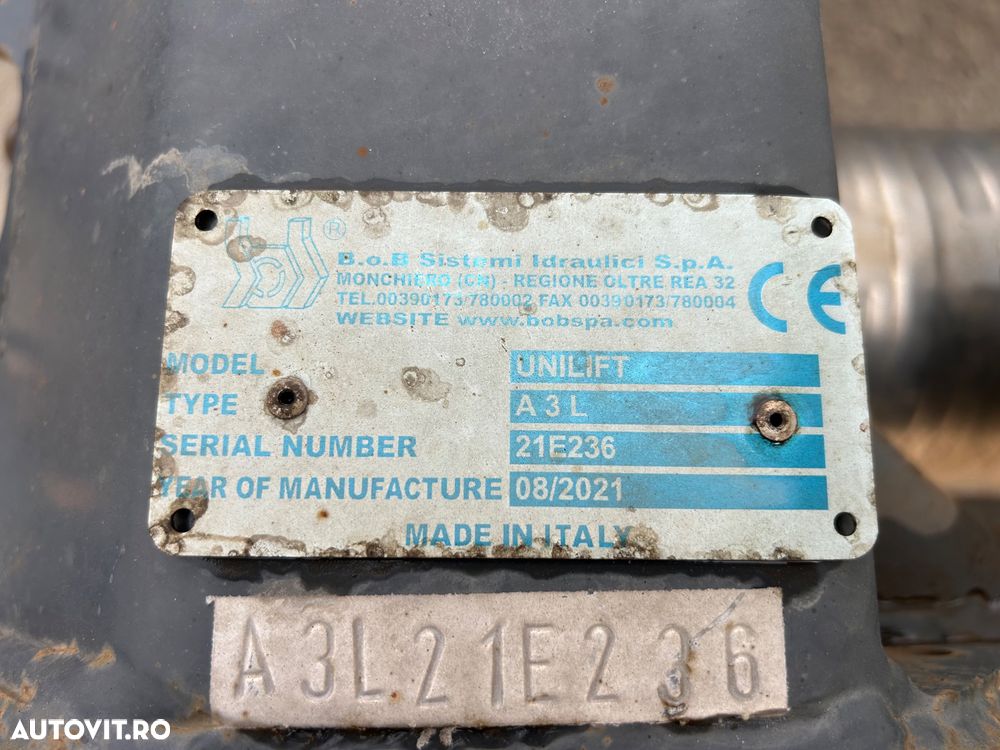 ®
B.o.B Sistemi Idraulici S.p.A.
MONCHIERO (CN) - REGIONE OLTRE REA 32
TEL.00390173/780002 FAX 00390173/780004
WEBSITE www.bobspa.com
CE
MODEL UNILIFT
TYPE A 3 L
SERIAL NUMBER 21E236
YEAR OF MANUFACTURE 08/2021
MADE IN ITALY
A3L21E236
AUTOVIT.RO